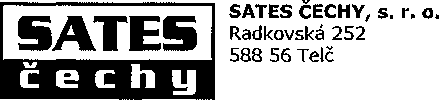 SATES
čechy
SATES ČECHY, s. r. o.
Radkovská 252
588 56 Telč